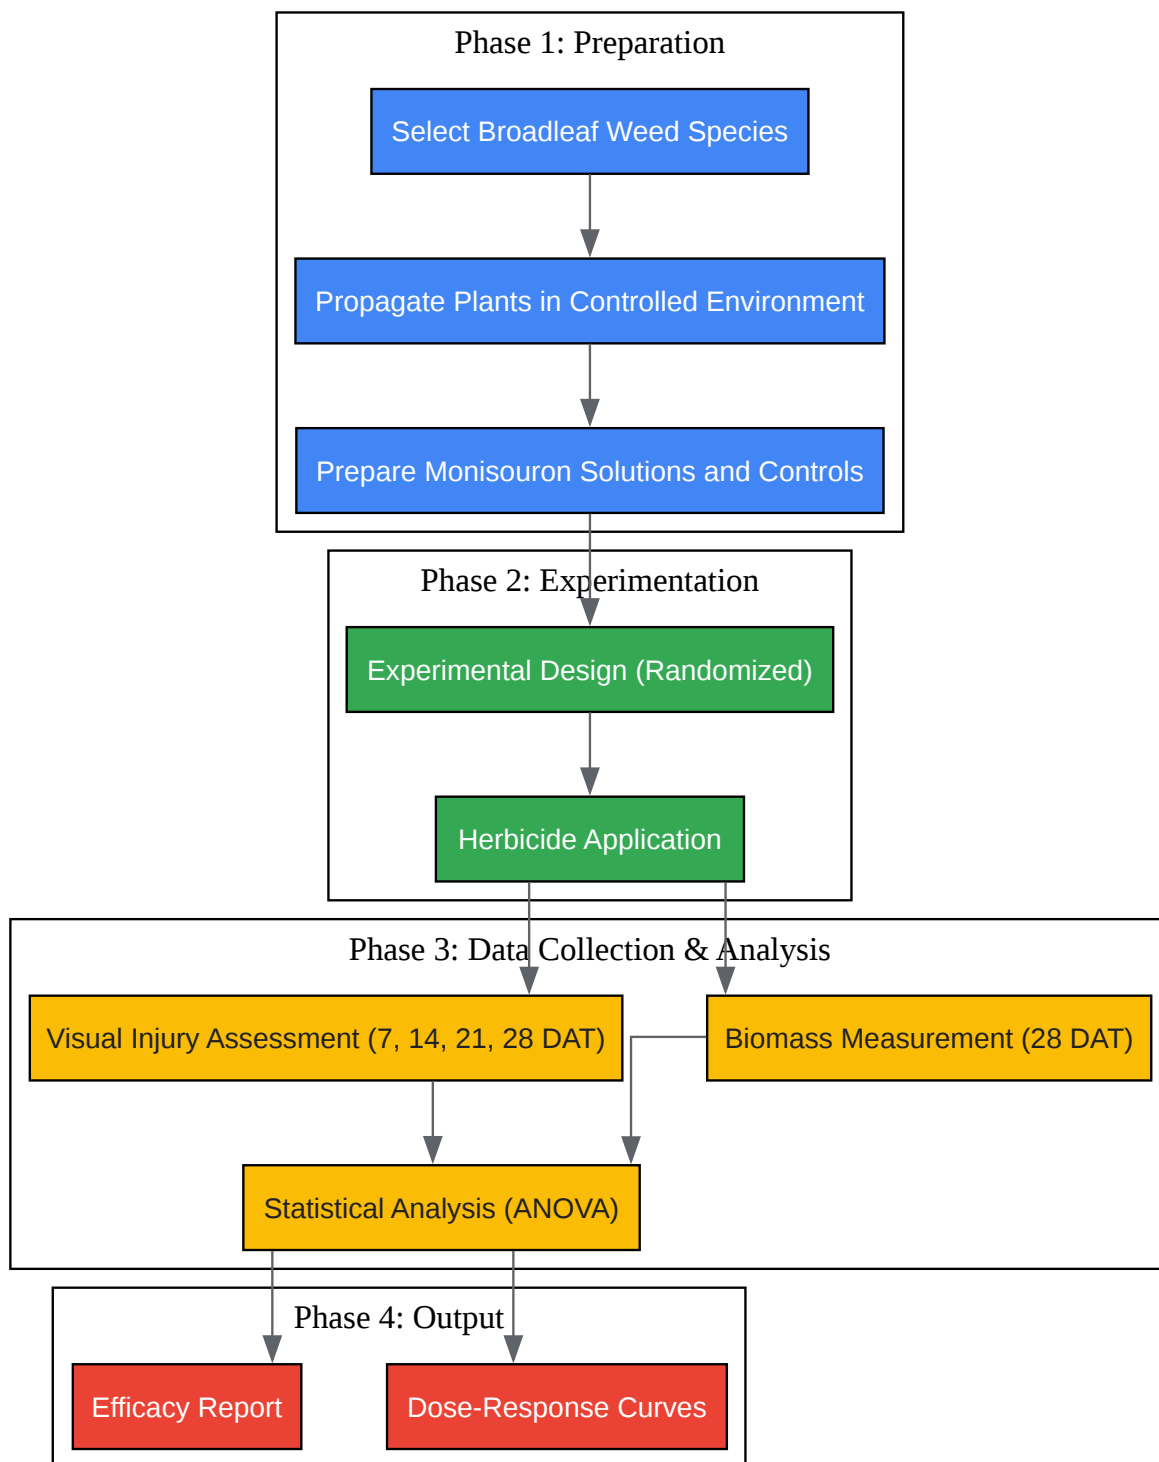 Phase 1: Preparation
Select Broadleaf Weed Species
Propagate Plants in Controlled Environment
Prepare Monisouron Solutions and Controls
Phase 2: Experimentation
Experimental Design (Randomized)
Herbicide Application
Phase 3: Data Collection & Analysis
Visual Injury Assessment (7, 14, 21, 28 DAT)
Biomass Measurement (28 DAT)
Statistical Analysis (ANOVA)
Phase 4: Output
Efficacy Report
Dose-Response Curves